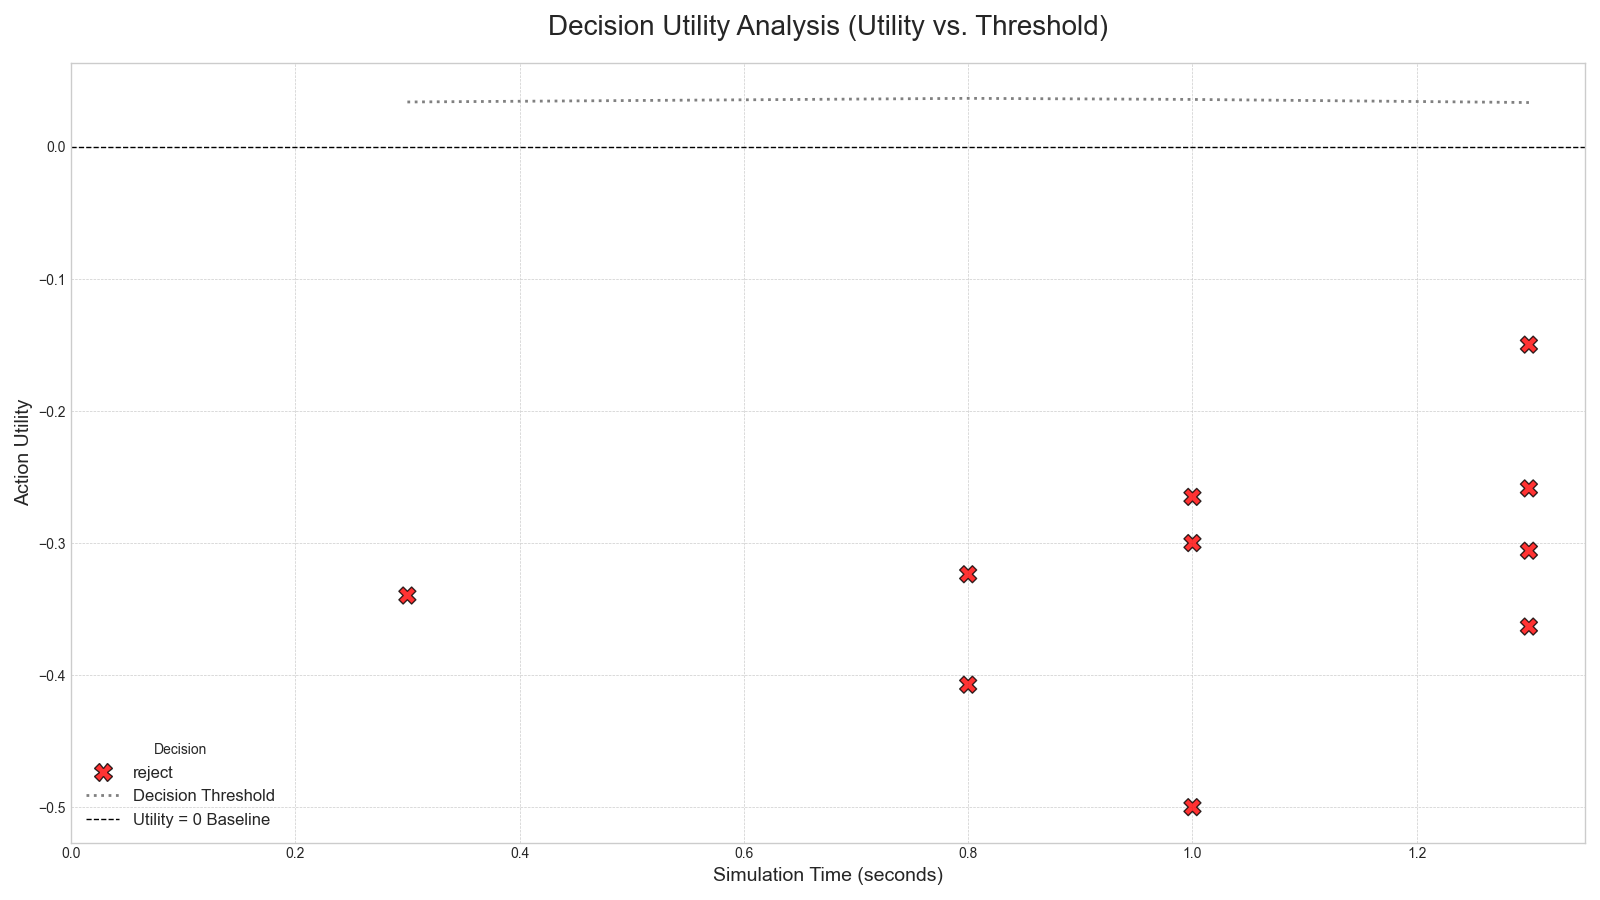 Decision Utility Analysis (Utility vs. Threshold)
Action Utility
0.0
−0.1
−0.2
−0.3
−0.4
−0.5
Decision
reject
Decision Threshold
Utility = 0 Baseline
0.0 0.2 0.4 0.6 0.8 1.0 1.2
Simulation Time (seconds)